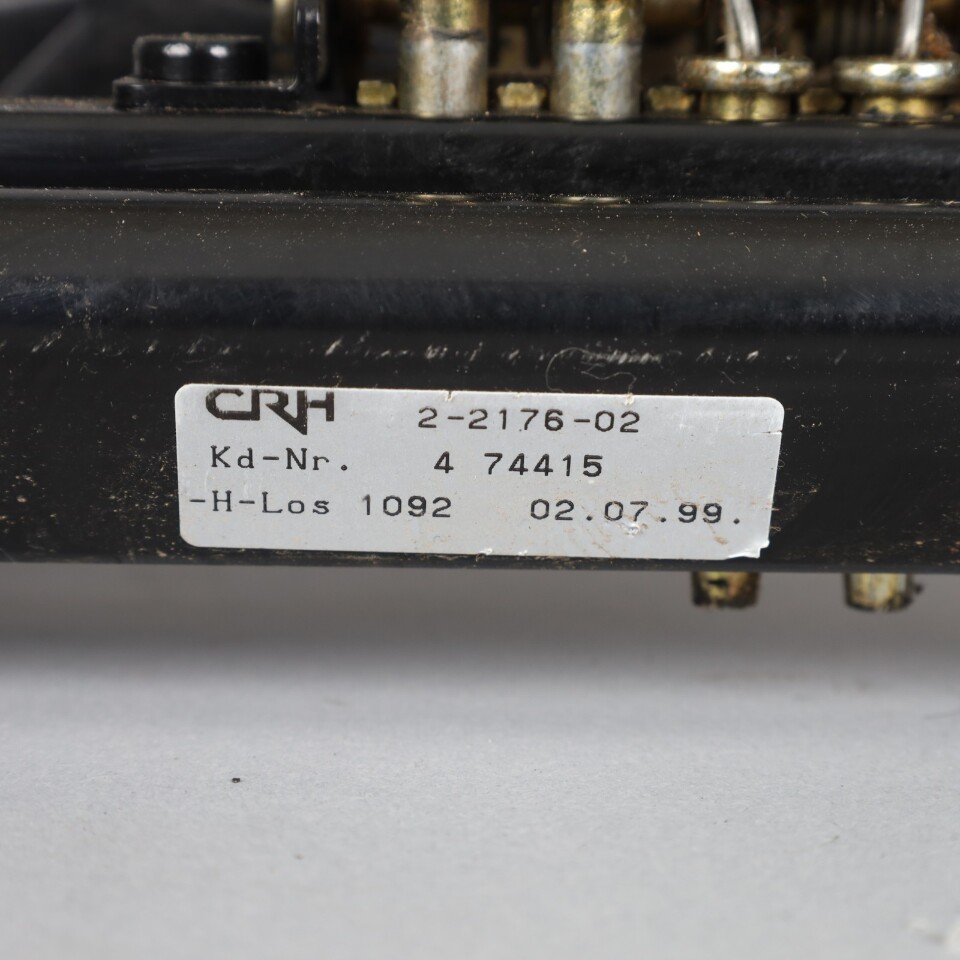 CRH 2-2176-02
Kd-Nr. 4 74415
-H-Los 1092 02.07.99.